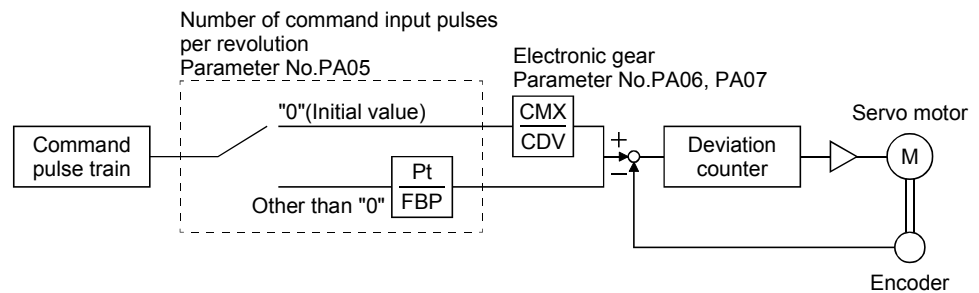 Number of command input pulses
per revolution
Parameter No.PA05
Electronic gear
Parameter No.PA06, PA07
Servo motor
"0"(Initial value)
CMX
CDV
Command
pulse train
+
−
Deviation
counter
M
Pt
FBP
Other than "0"
Encoder